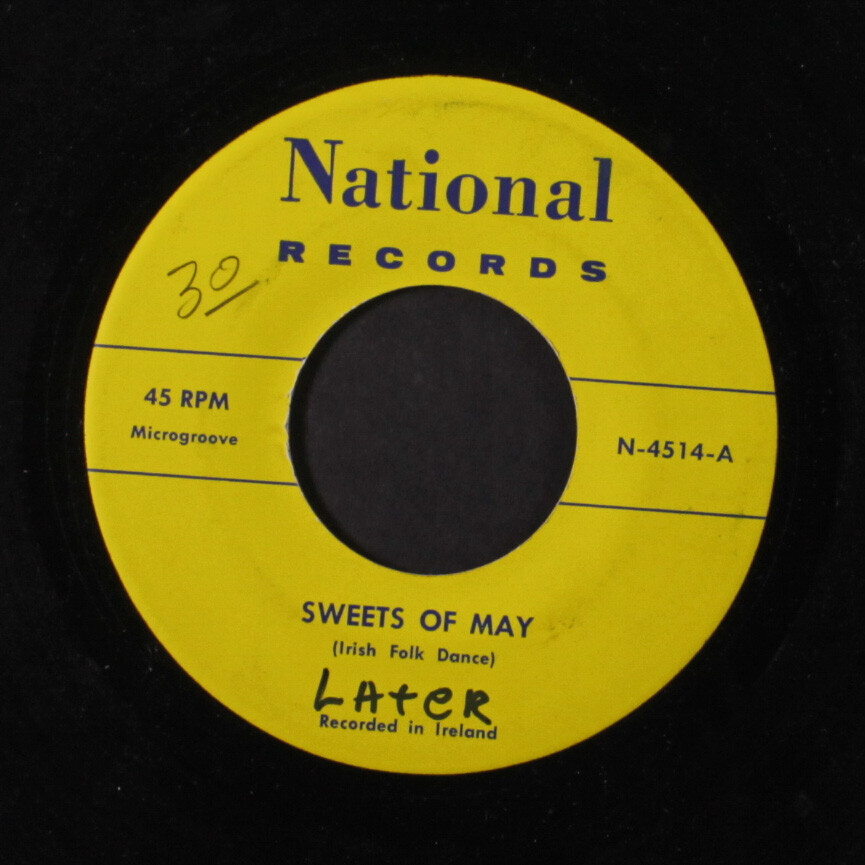 National
RECORDS
30
45 RPM
Microgroove
N-4514-A
SWEETS OF MAY
(Irish Folk Dance)
LAteR
Recorded in Ireland